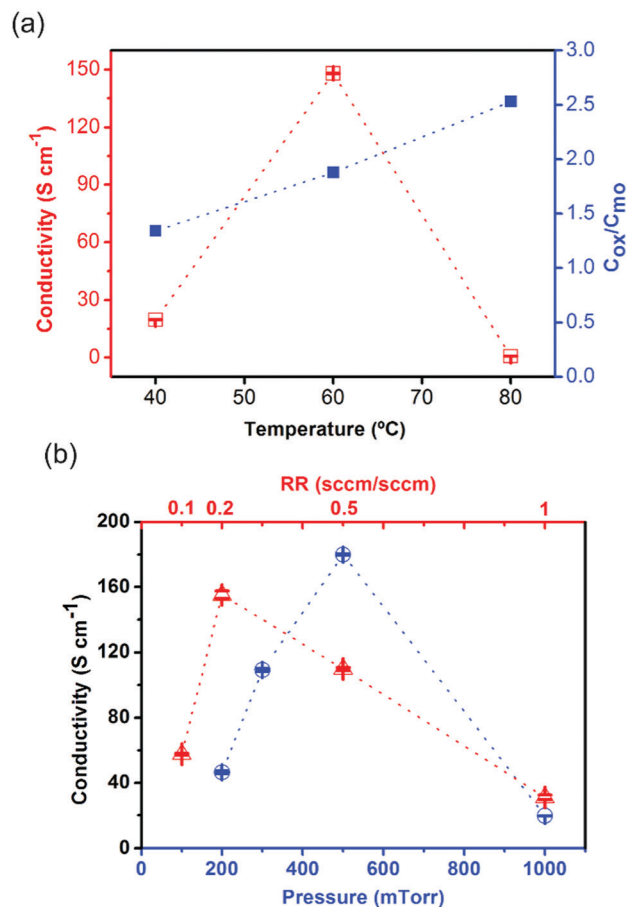 (a)
150
120
90
60
30
0
Conductivity (S cm-1)
3.0
2.5
2.0
1.5
1.0
0.5
0.0
Cox/Cmo
40 50 60 70 80
Temperature (ºC)
(b)
RR (sccm/sccm)
0.1 0.2 0.5 1
200
160
120
80
40
0
Conductivity (S cm-1)
0 200 400 600 800 1000
Pressure (mTorr)